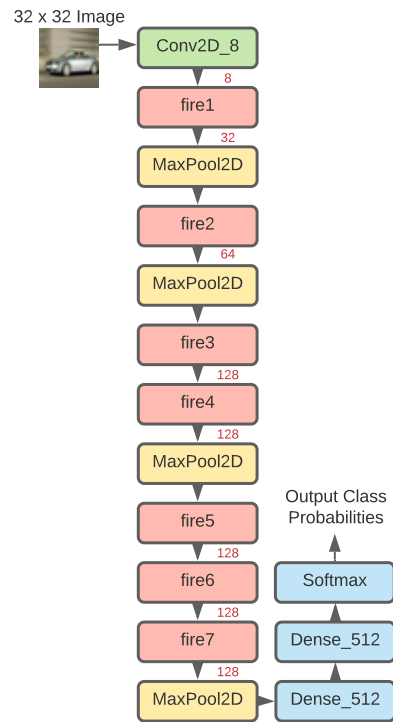 32 x 32 Image
Conv2D_8
8
fire1
32
MaxPool2D
fire2
64
MaxPool2D
fire3
128
fire4
128
MaxPool2D
fire5
128
fire6
128
fire7
128
MaxPool2D
Dense_512
Dense_512
Softmax
Output Class
Probabilities